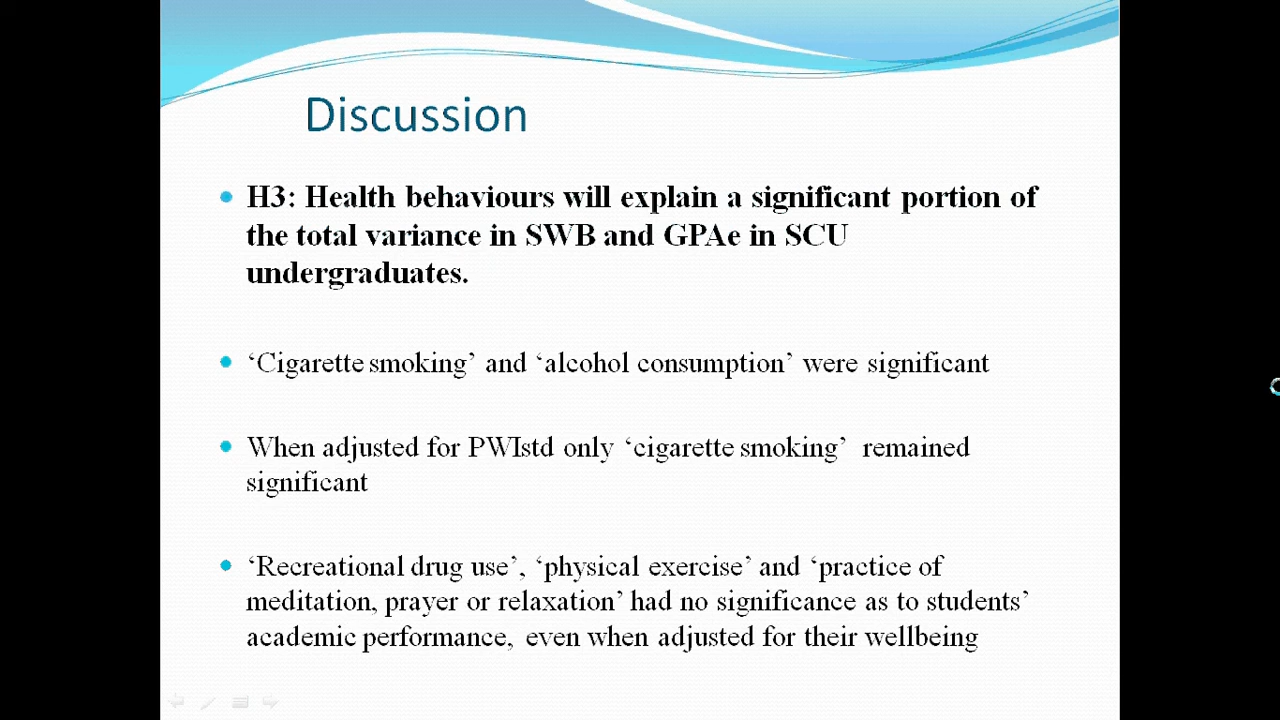 Discussion
H3: Health behaviours will explain a significant portion of
the total variance in SWB and GPAe in SCU
undergraduates.
‘Cigarette smoking’ and ‘alcohol consumption’ were significant
When adjusted for PWIstd only ‘cigarette smoking’ remained
significant
‘Recreational drug use’, ‘physical exercise’ and ‘practice of
meditation, prayer or relaxation’ had no significance as to students’
academic performance, even when adjusted for their wellbeing